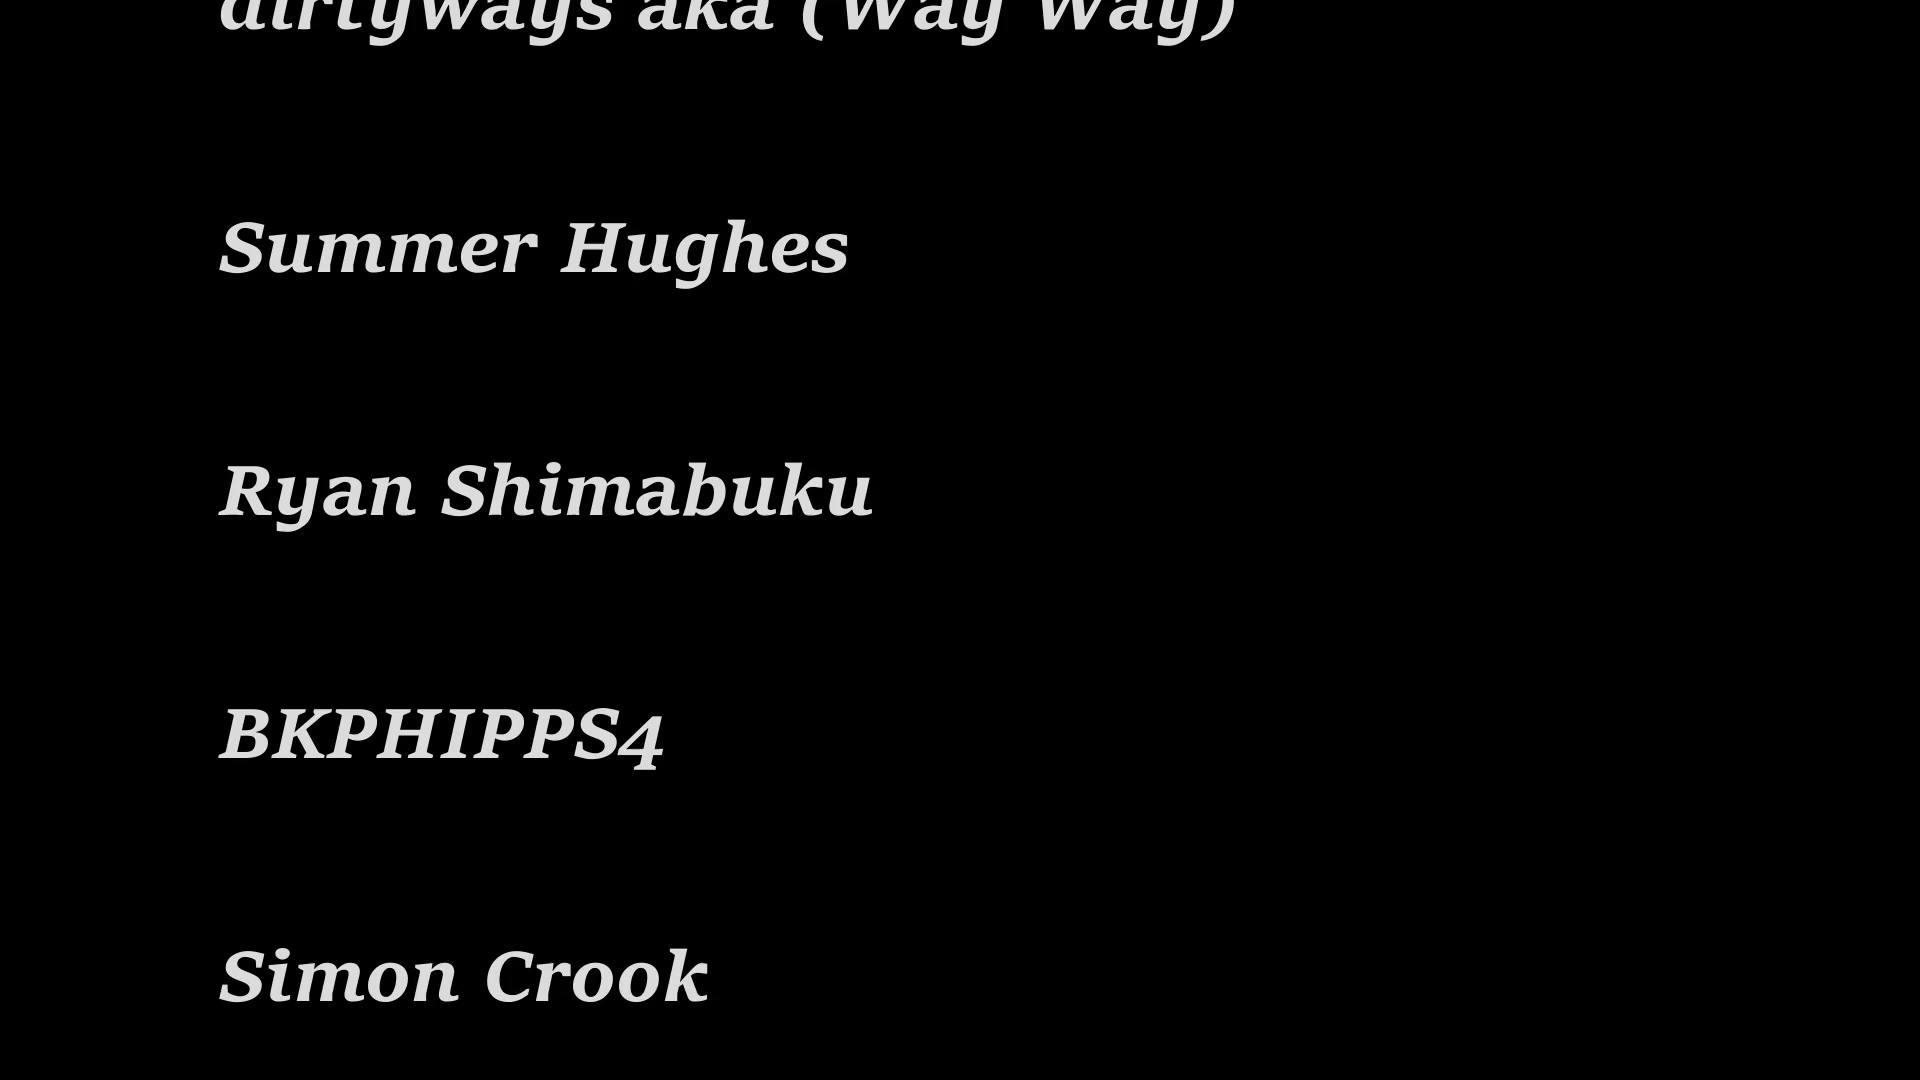 dirtyways aka (Way Way)
Summer Hughes
Ryan Shimabuku
BKPHIPPS4
Simon Crook